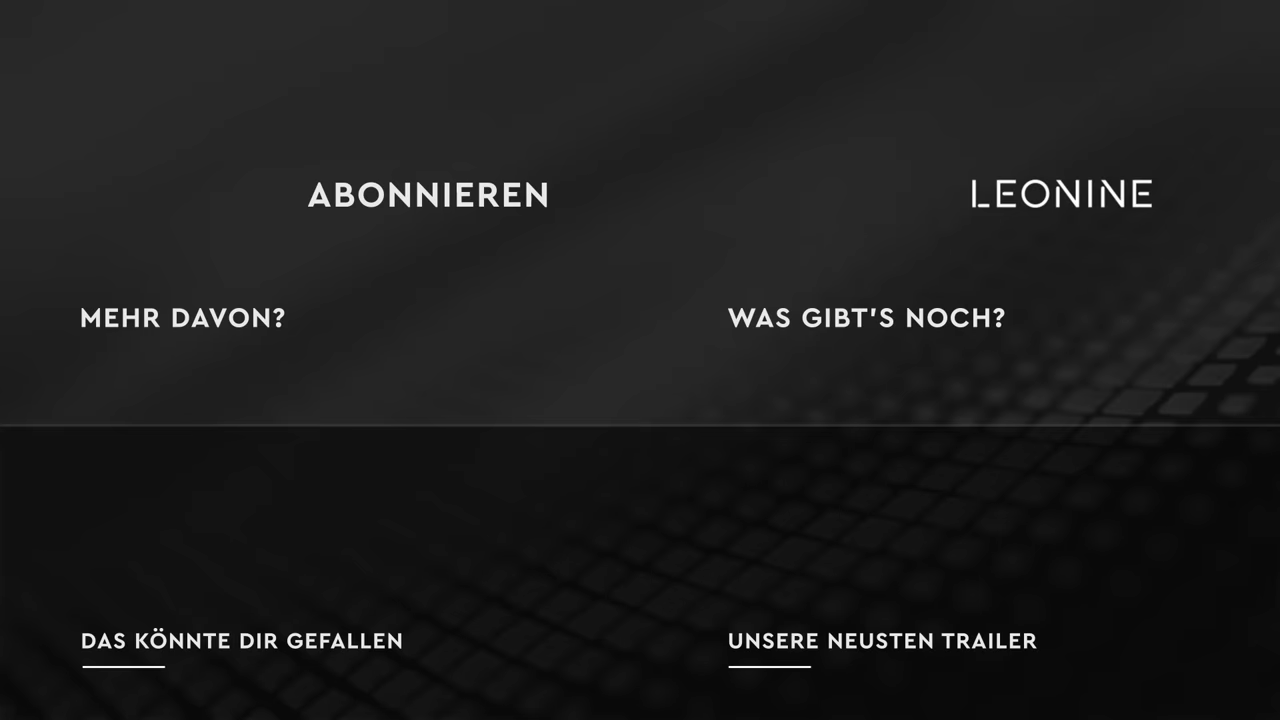 ABONNIEREN
LEONINE
MEHR DAVON?
WAS GIBT'S NOCH?
DAS KÖNNTE DIR GEFALLEN
UNSERE NEUSTEN TRAILER